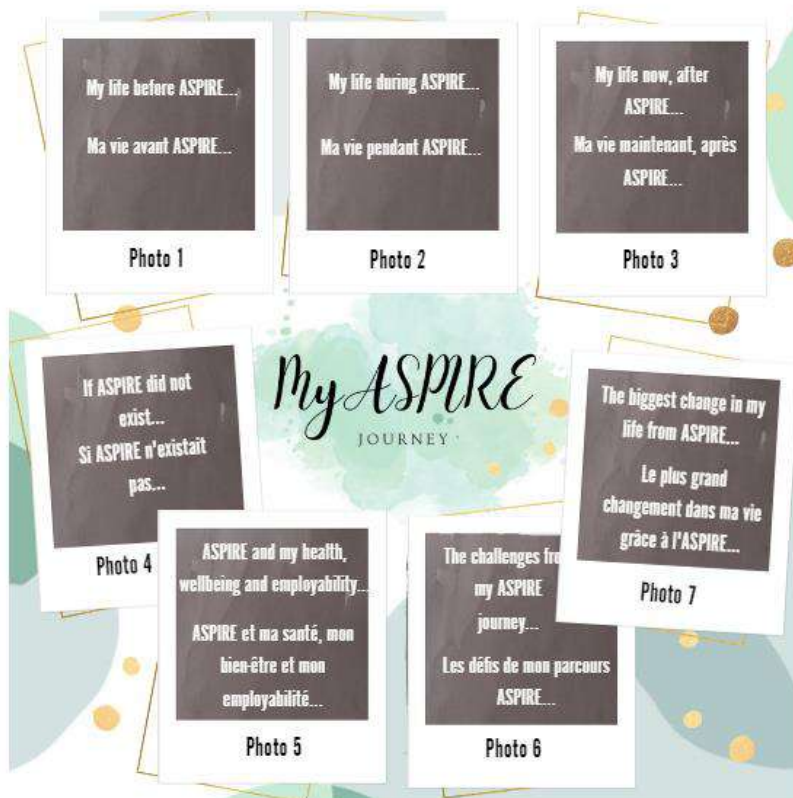 My life before ASPIRE...
Ma vie avant ASPIRE...
Photo 1
My life during ASPIRE...
Ma vie pendant ASPIRE...
Photo 2
My life now, after
ASPIRE...
Ma vie maintenant, après
ASPIRE...
Photo 3
My ASPIRE
JOURNEY
If ASPIRE did not
exist...
Si ASPIRE n'existait
pas...
Photo 4
ASPIRE and my health,
wellbeing and employability...
ASPIRE et ma santé, mon
bien-être et mon
employabilité...
Photo 5
The challenges fro
my ASPIRE
journey...
Les défis de mon parcours
ASPIRE...
Photo 6
The biggest change in my
life from ASPIRE...
Le plus grand
changement dans ma vie
grâce à l'ASPIRE...
Photo 7